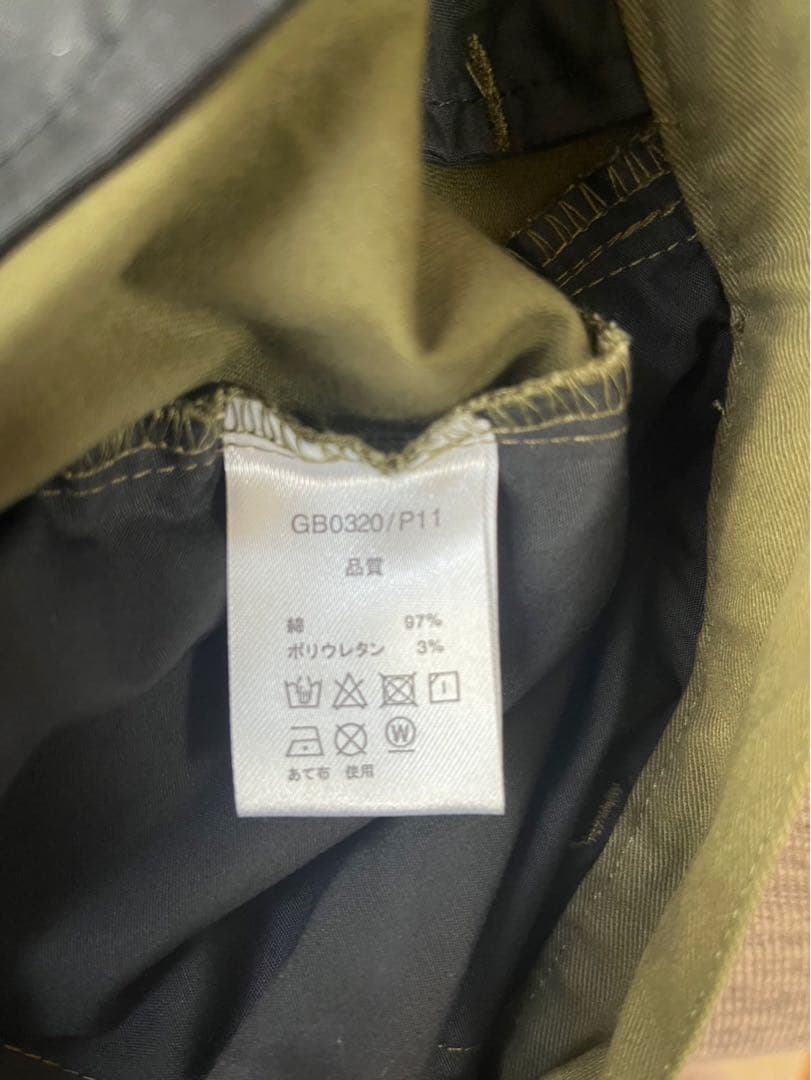 GB0320/P11
品質
綿 97%
ポリウレタン 3%
W
あて布 使用